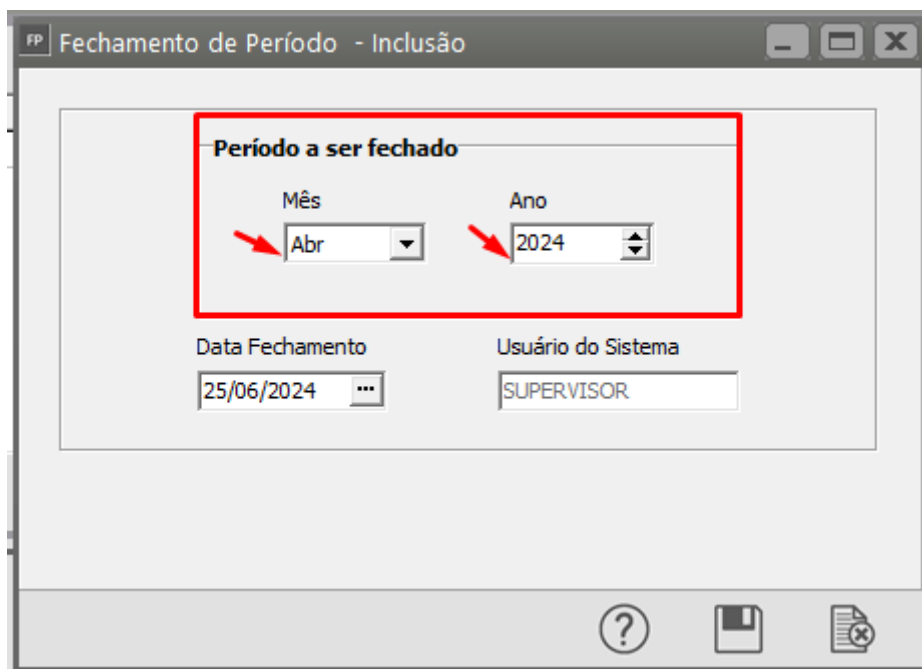 FP Fechamento de Período - Inclusão
Período a ser fechado
Mês Ano
Abr 2024
Data Fechamento Usuário do Sistema
25/06/2024 ... SUPERVISOR
?